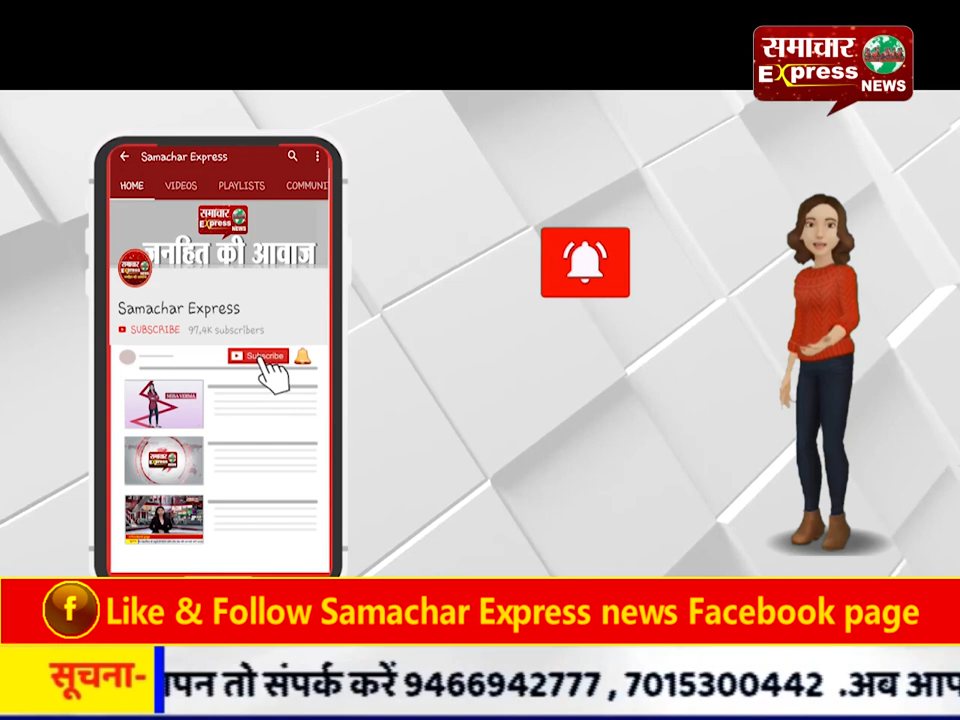 समाचार
Express
NEWS
Samachar Express
HOME VIDEOS PLAYLISTS COMMUNI
समाचार
Express
NEWS
जनहित की आवाज
Samachar Express
SUBSCRIBE 97.4K subscribers
Subscribe
Like & Follow Samachar Express news Facebook page
सूचना- ापन तो संपर्क करें 9466942777 , 7015300442 .अब आप